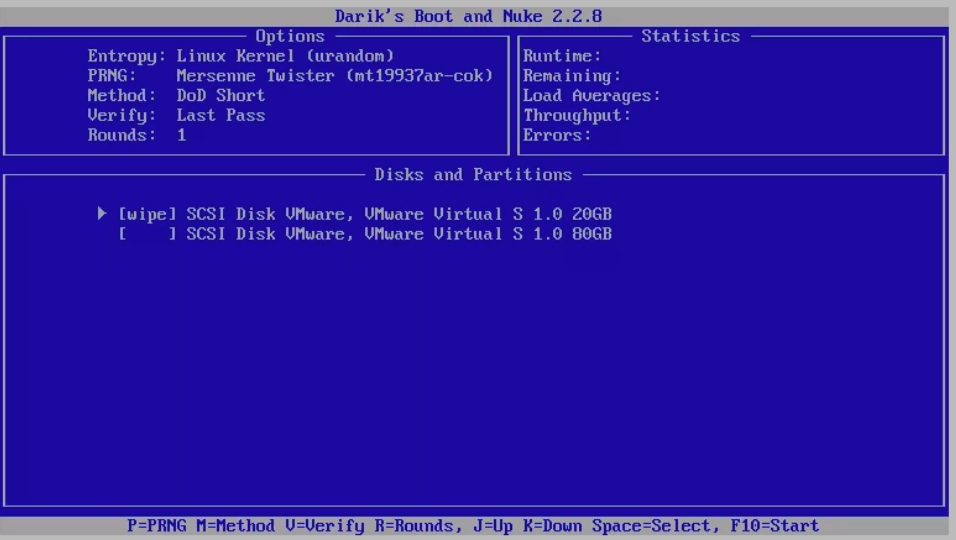 Darik's Boot and Nuke 2.2.8
Options
Entropy: Linux Kernel (urandom)
PRNG: Mersenne Twister (mt19937ar-cok)
Method: DoD Short
Verify: Last Pass
Rounds: 1
Statistics
Runtime:
Remaining:
Load Averages:
Throughput:
Errors:
Disks and Partitions
[wipe] SCSI Disk VMware, VMware Virtual S 1.0 20GB
[    ] SCSI Disk VMware, VMware Virtual S 1.0 80GB
P=PRNG M=Method V=Verify R=Rounds, J=Up K=Down Space=Select, F10=Start